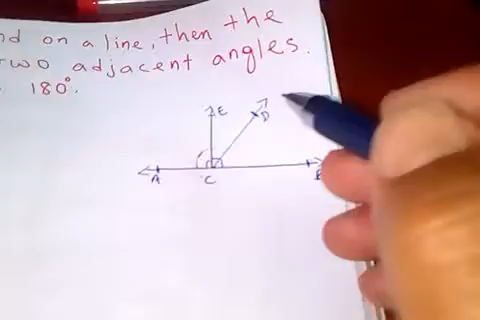 nd on a line, then the
two adjacent angles.
180°.
E
D
A
C
B